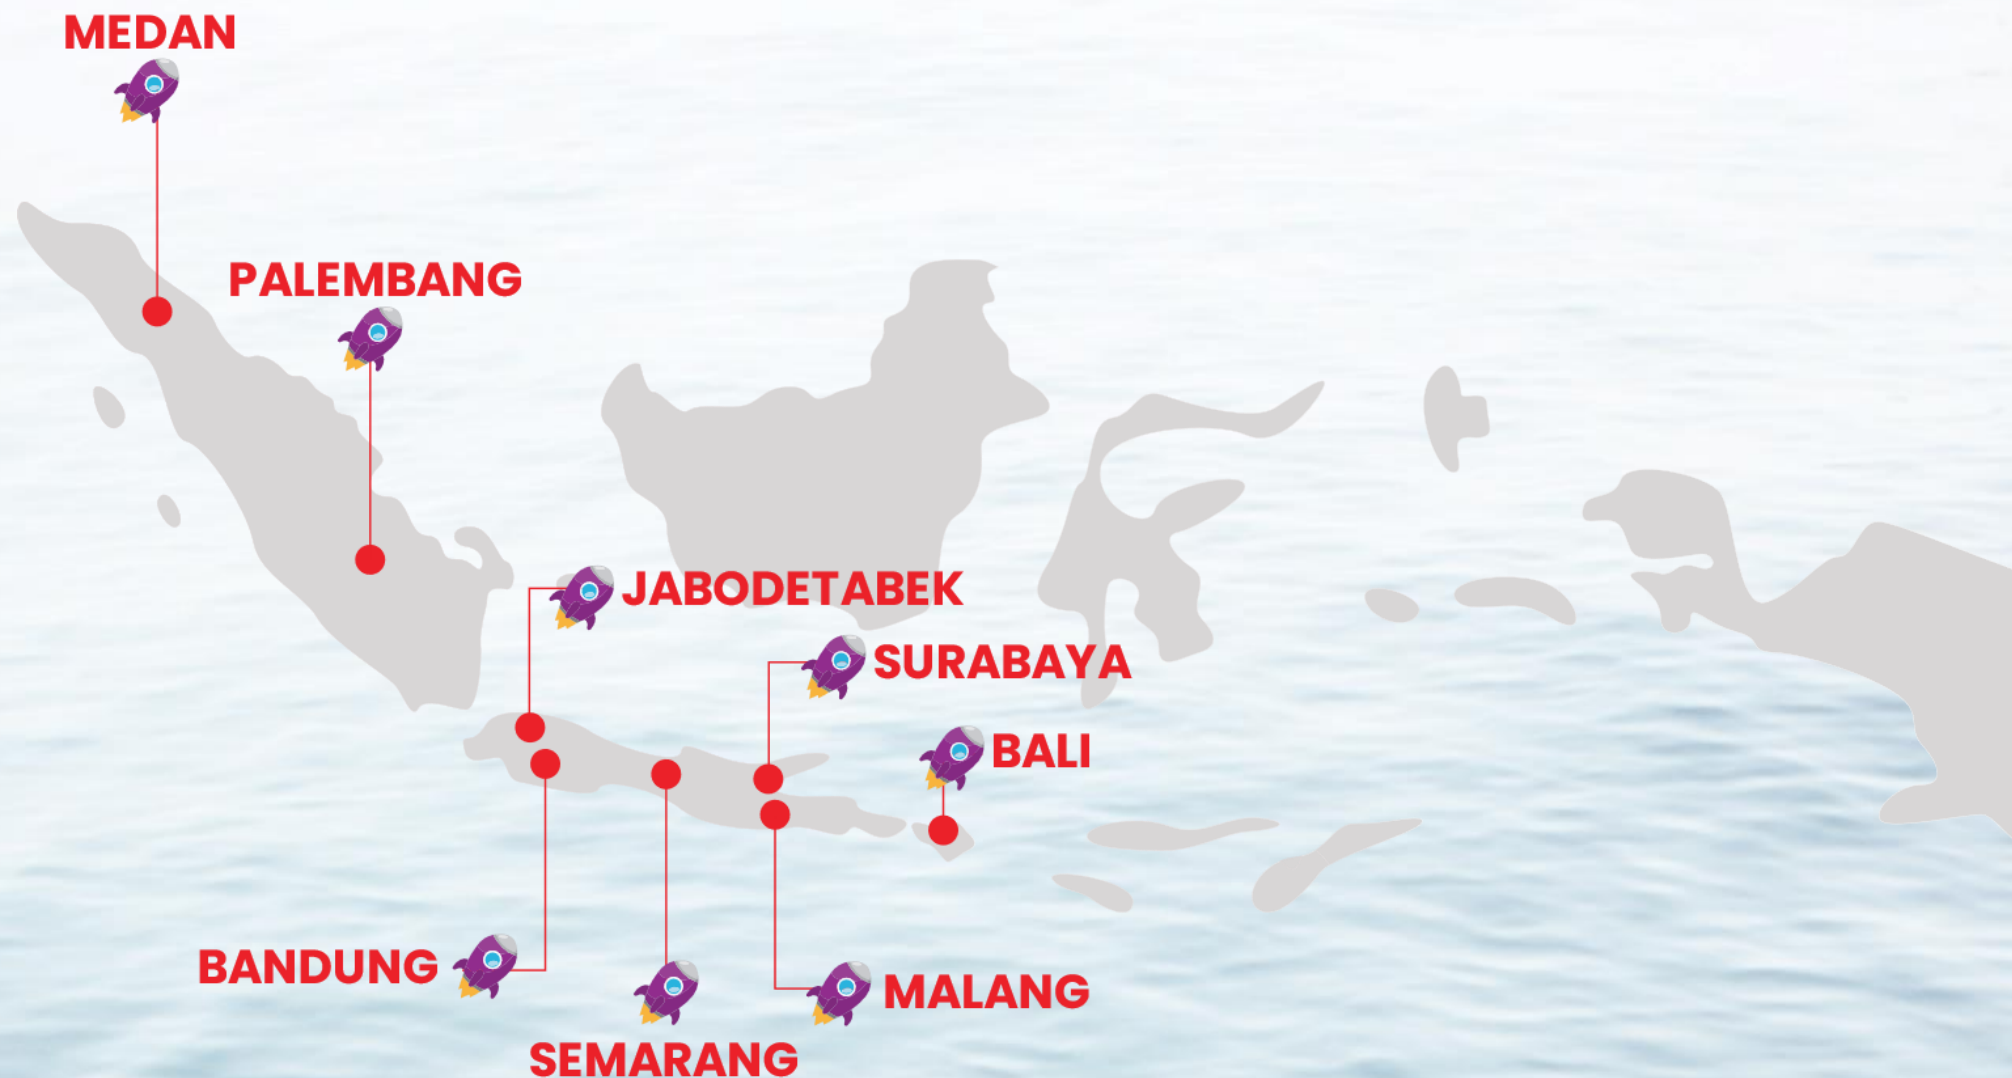 MEDAN
PALEMBANG
JABODETABEK
SURABAYA
BALI
BANDUNG
MALANG
SEMARANG